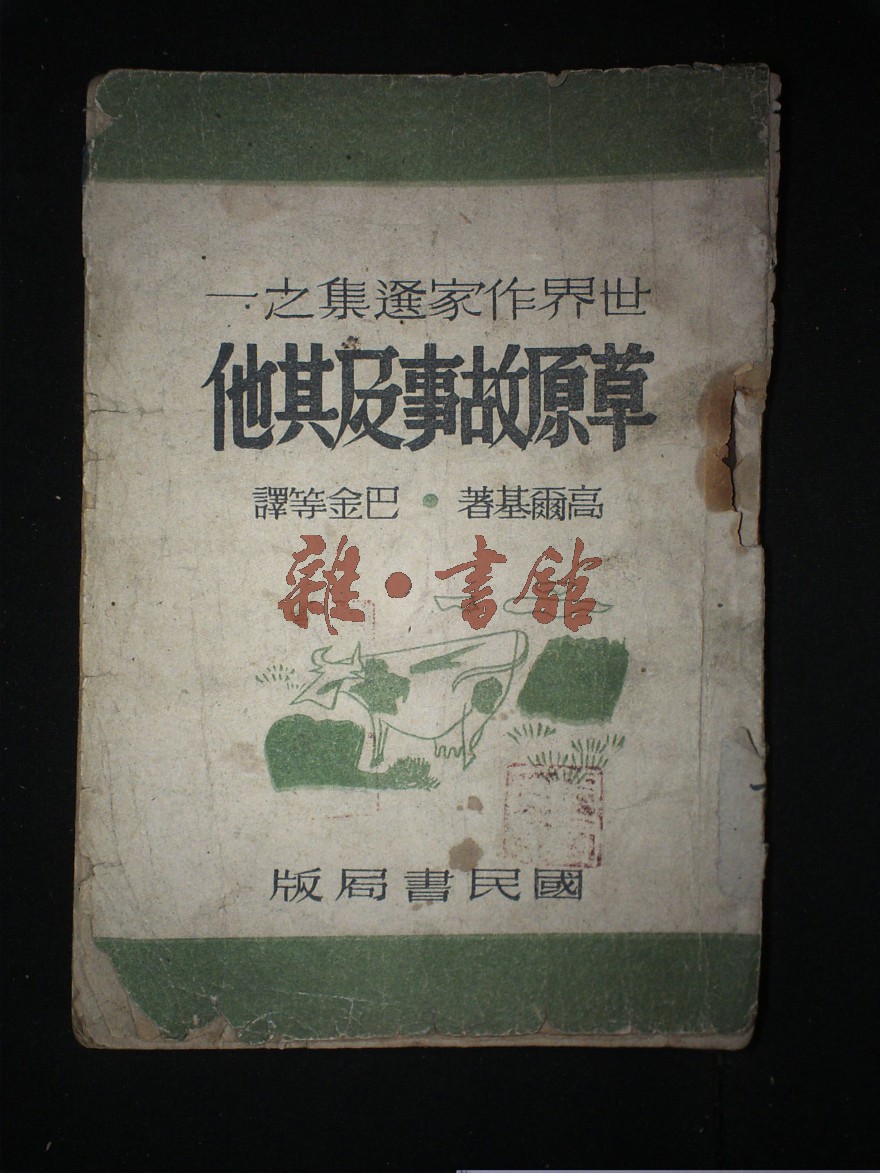 世界作家選集之一
草原故事及其他
高爾基著・巴金等譯
雜・書館
國民書局版